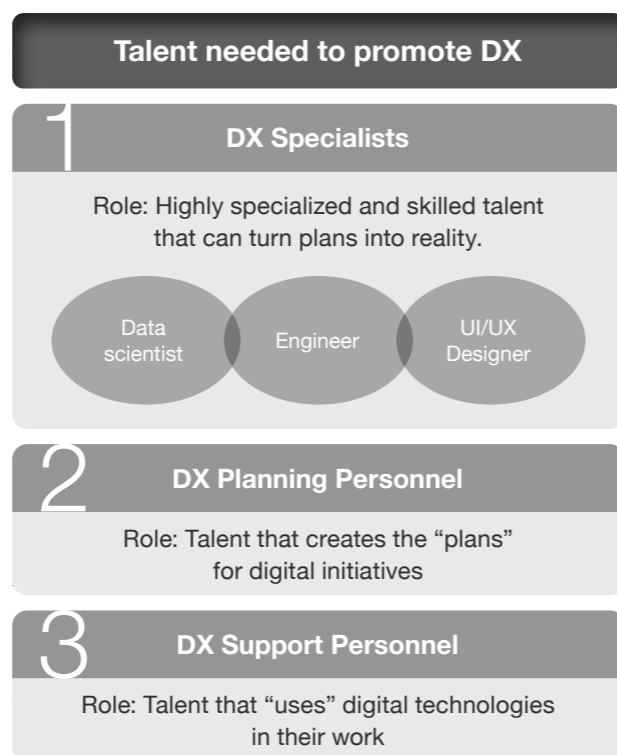 Talent needed to promote DX
1
DX Specialists
Role: Highly specialized and skilled talent
that can turn plans into reality.
Data
scientist
Engineer
UI/UX
Designer
2
DX Planning Personnel
Role: Talent that creates the “plans”
for digital initiatives
3
DX Support Personnel
Role: Talent that “uses” digital technologies
in their work